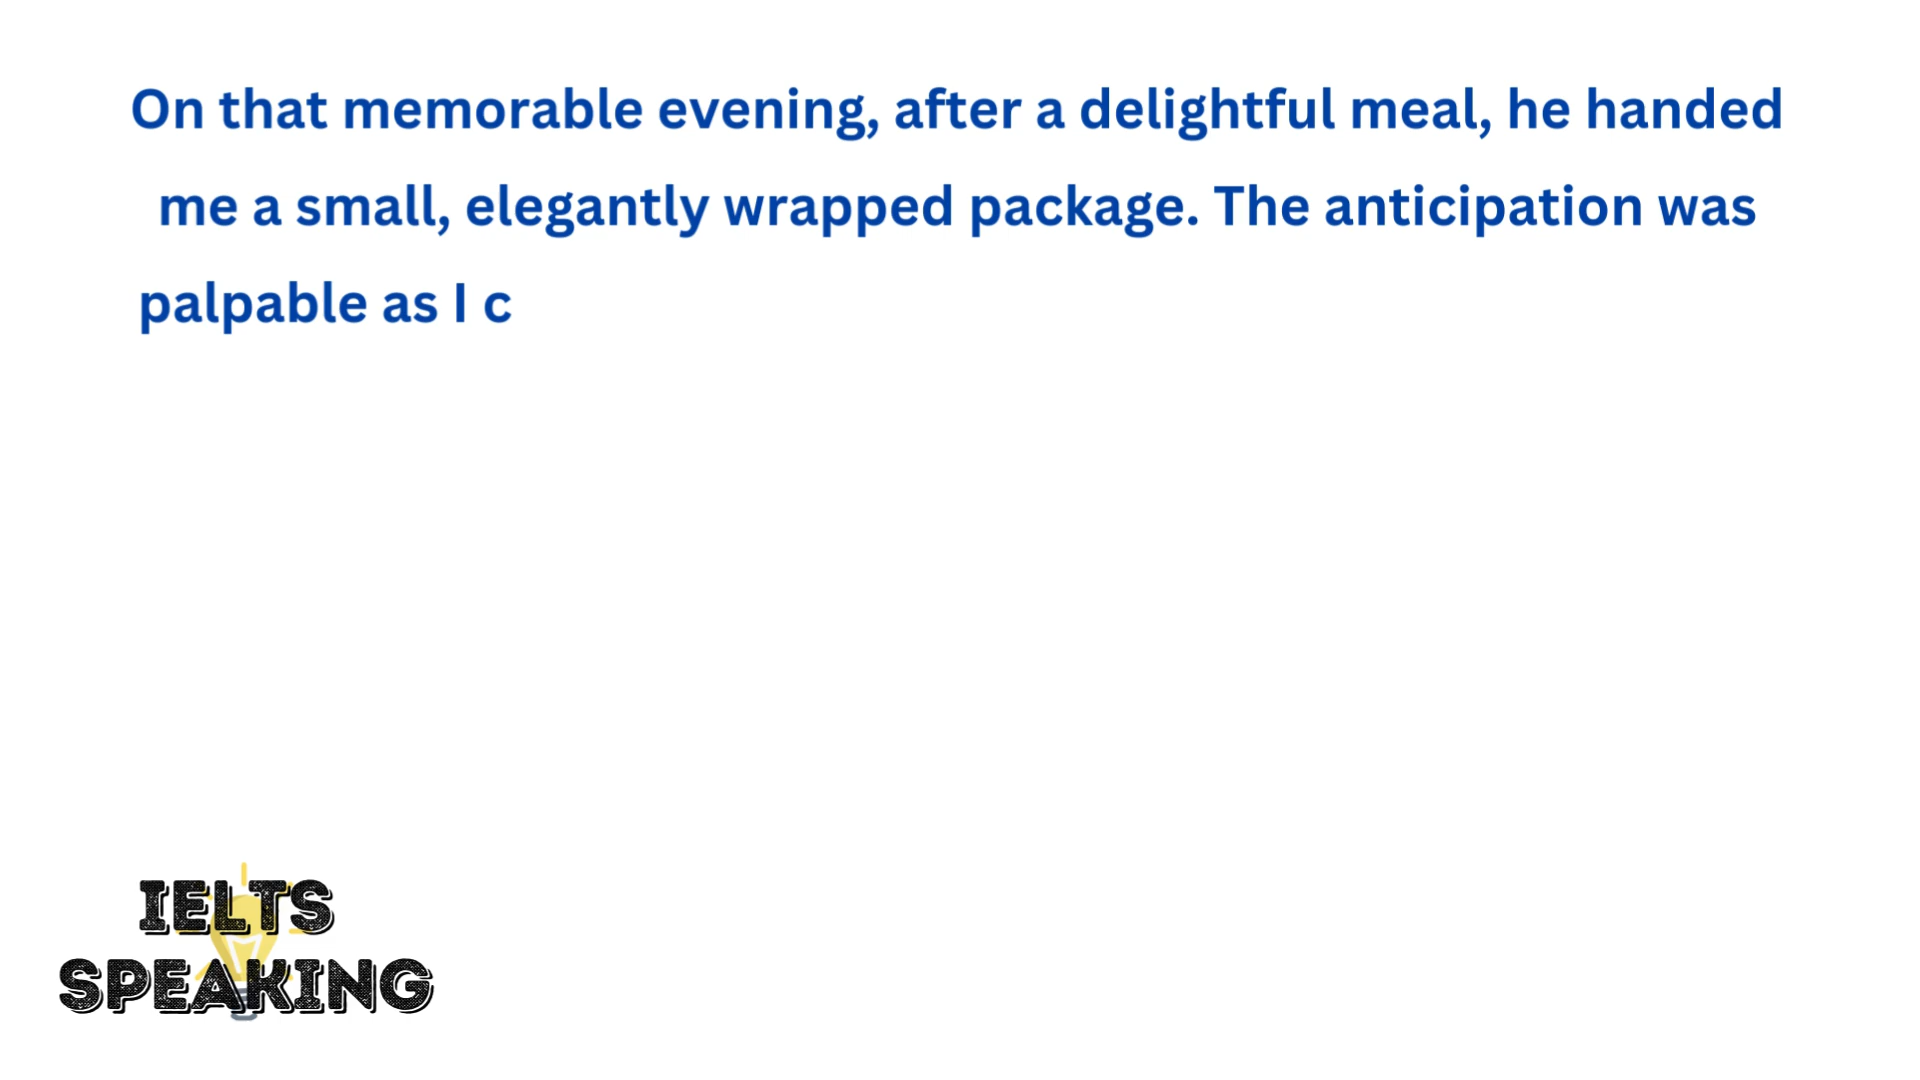 On that memorable evening, after a delightful meal, he handed
me a small, elegantly wrapped package. The anticipation was
palpable as I c
IELTS
SPEAKING